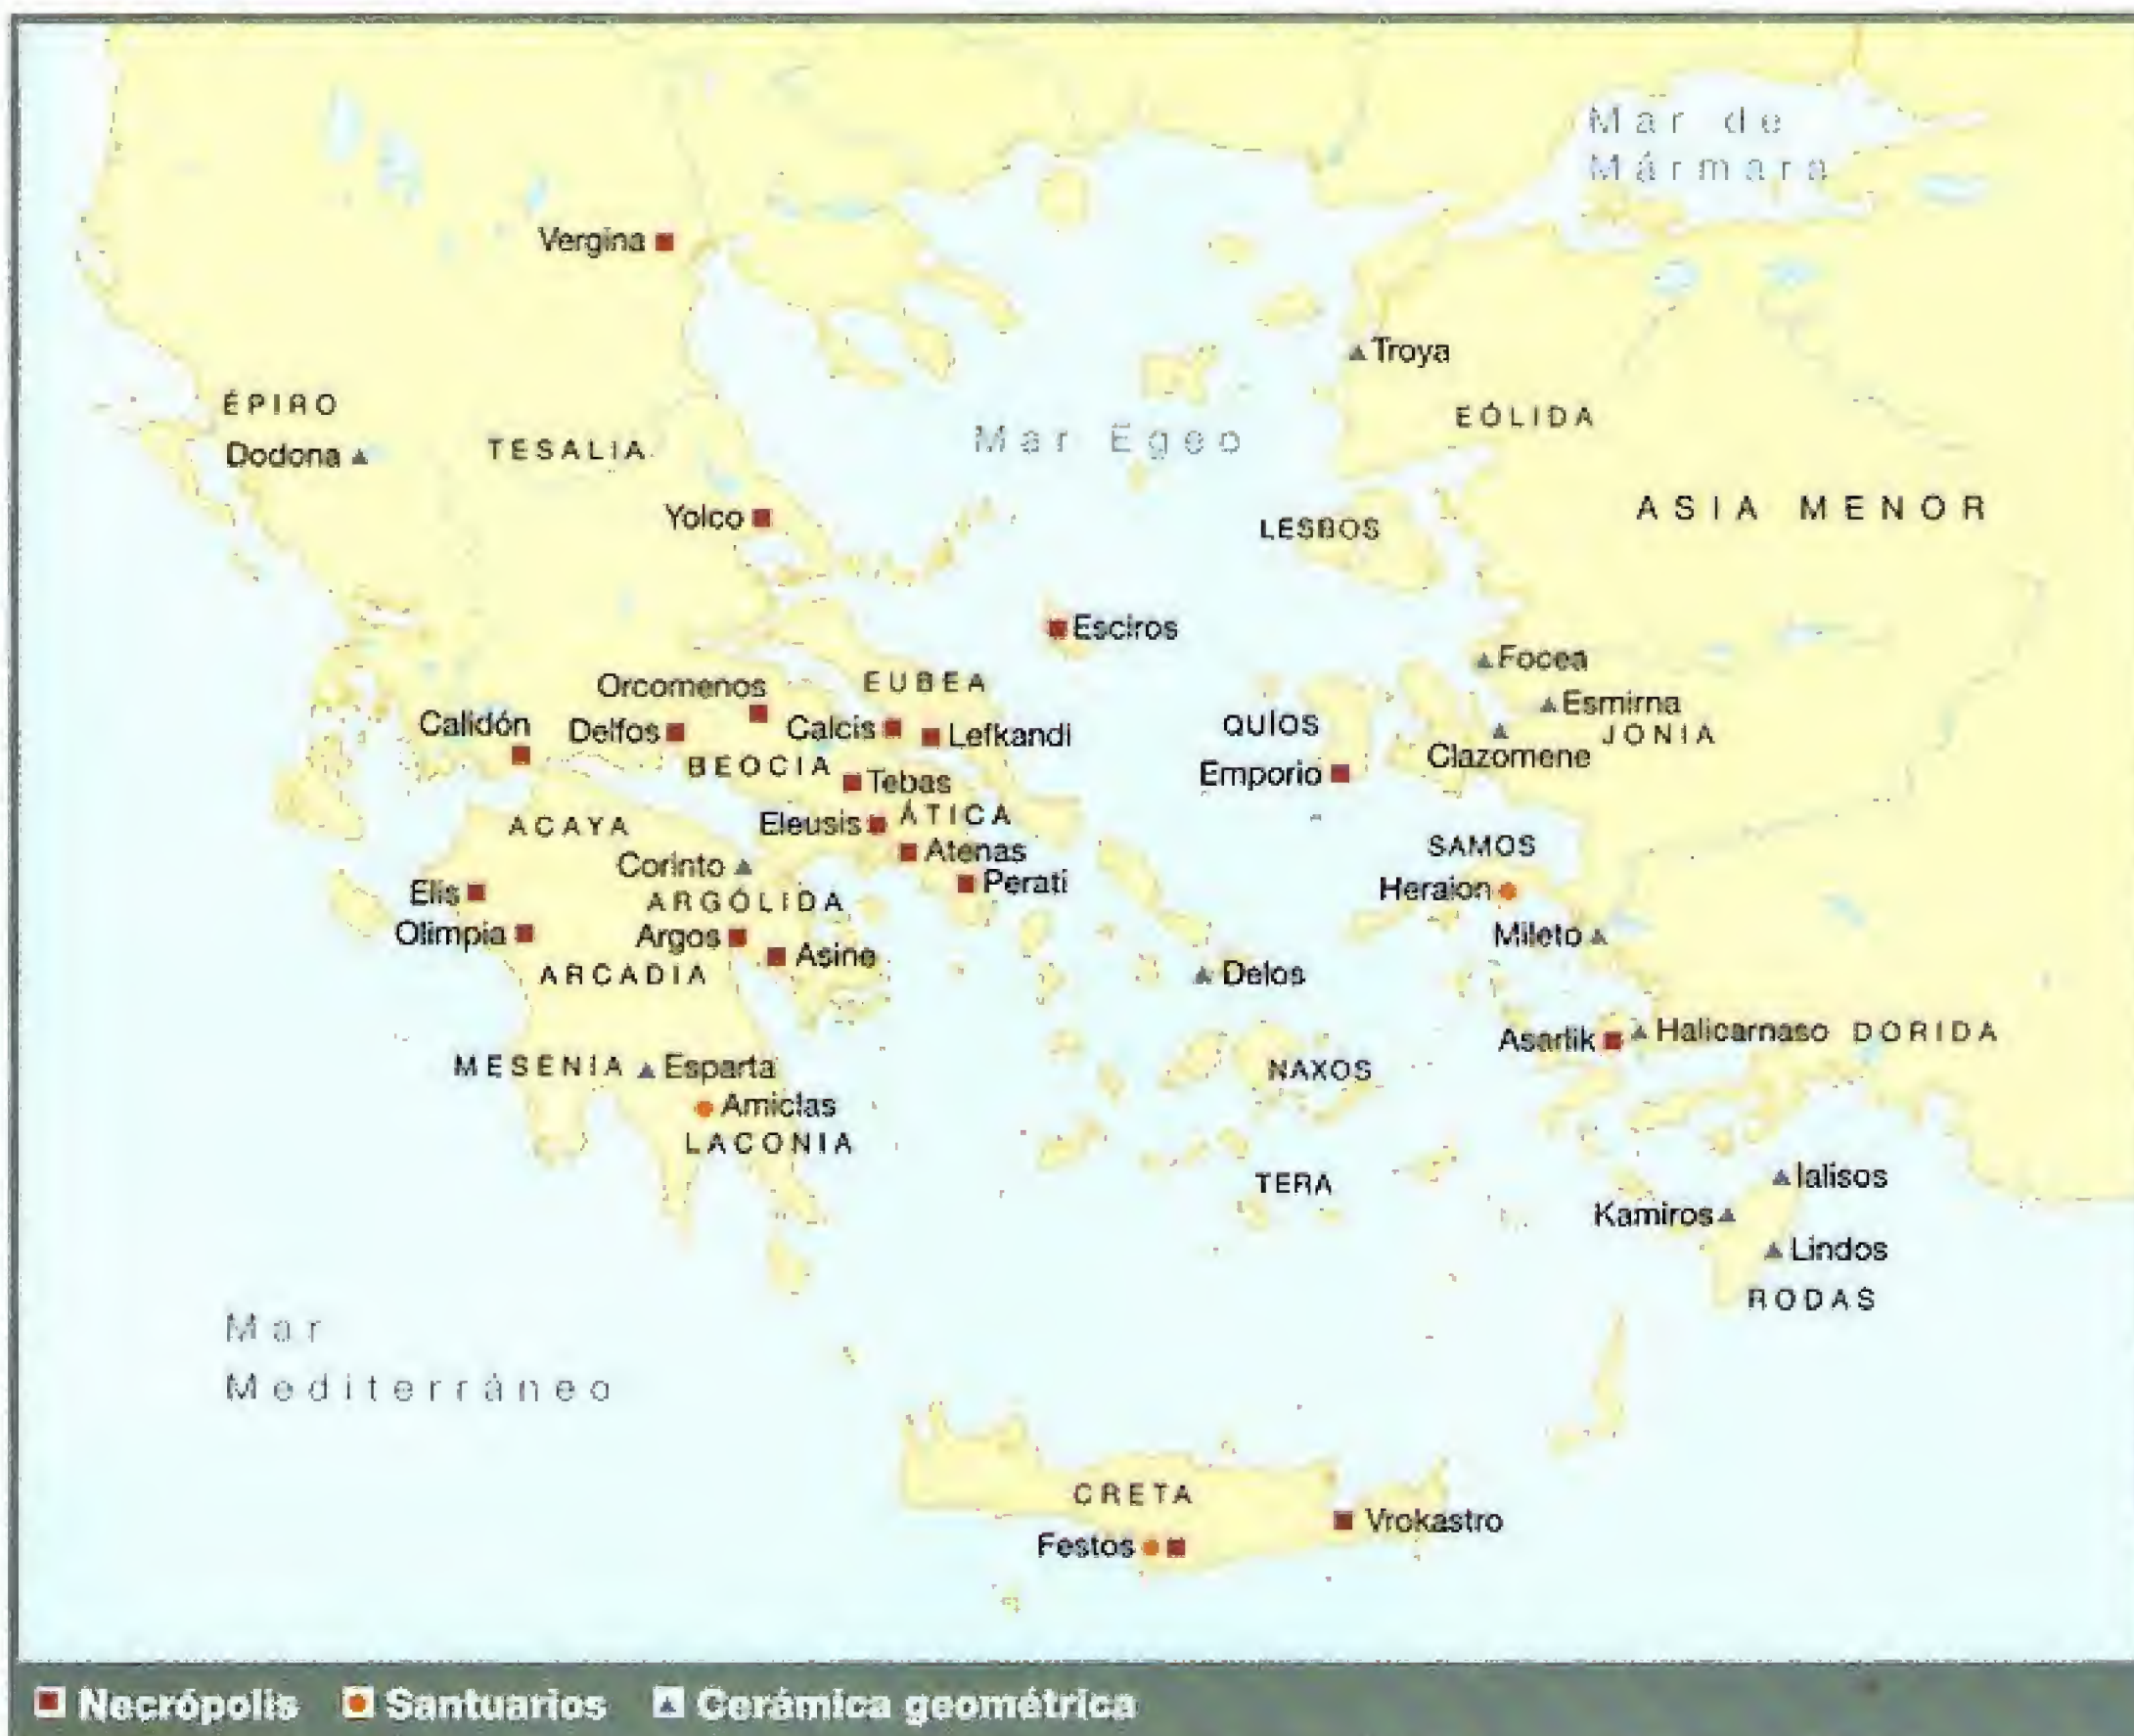 Mar de
Mármara
Vergina
Troya
ÉPIRO
EÓLIDA
Dodona
TESALIA
Mar Egeo
ASIA MENOR
Yolco
LESBOS
Esciros
Focea
Orcomenos
EUBEA
Esmirna
Calidón
Delfos
Calcis
Lefkandi
QUÍOS
JONIA
Clazomene
BEOCIA
Tebas
Emporio
ACAYA
Eleusis
ÁTICA
Atenas
SAMOS
Corinto
Perati
Elis
ARGÓLIDA
Heraion
Olimpia
Argos
Asine
Mileto
ARCADIA
Delos
Asarlik
Halicarnaso
DORIDA
MESENIA
Esparta
NAXOS
Amiclas
LACONIA
TERA
Ialisos
Kamiros
Lindos
RODAS
Mar
Mediterráneo
CRETA
Vrokastro
Festos
Necrópolis
Santuarios
Cerámica geométrica